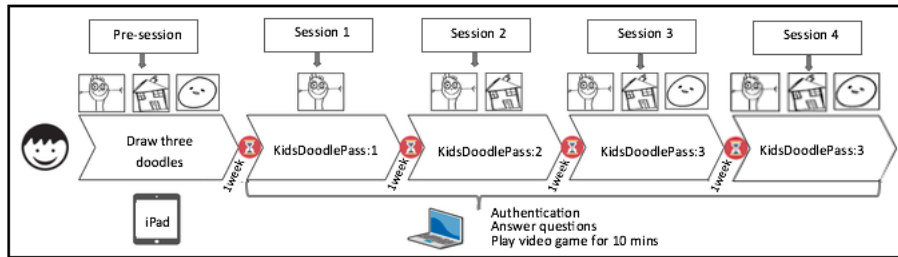 Pre-session
Session 1
Session 2
Session 3
Session 4
Draw three
doodles
1week
KidsDoodlePass:1
1week
KidsDoodlePass:2
1week
KidsDoodlePass:3
1week
KidsDoodlePass:3
iPad
Authentication
Answer questions
Play video game for 10 mins